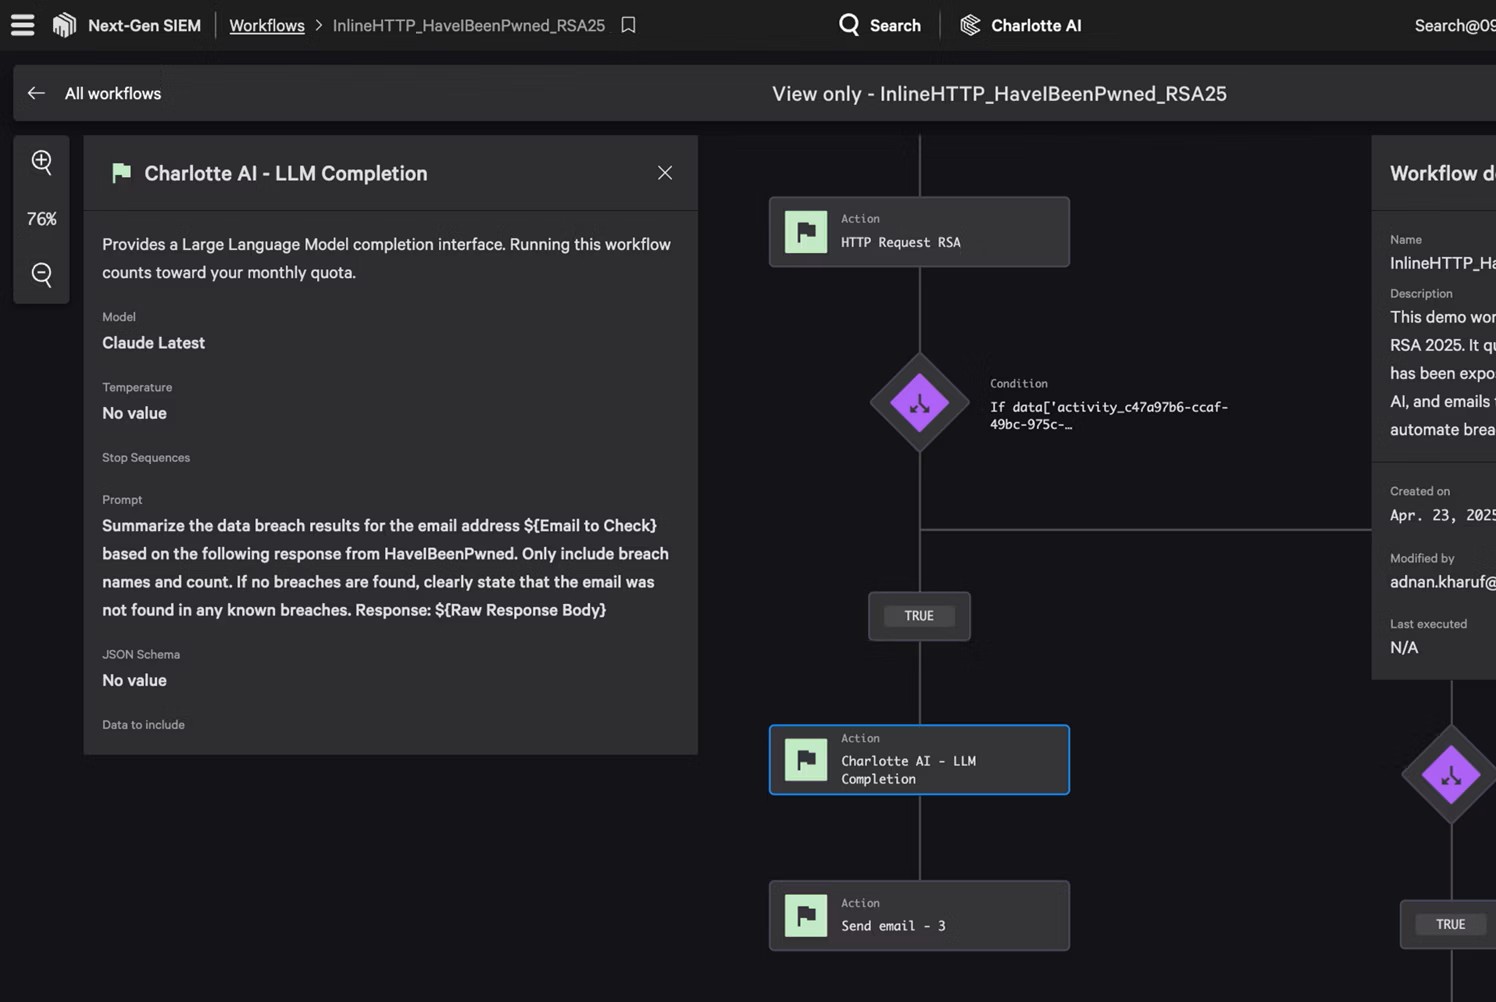 Next-Gen SIEM
Workflows > InlineHTTP_HaveIBeenPwned_RSA25
Search
Charlotte AI
Search@09
All workflows
View only - InlineHTTP_HaveIBeenPwned_RSA25
76%
Charlotte AI - LLM Completion
Provides a Large Language Model completion interface. Running this workflow
counts toward your monthly quota.
Model
Claude Latest
Temperature
No value
Stop Sequences
Prompt
Summarize the data breach results for the email address ${Email to Check}
based on the following response from HaveIBeenPwned. Only include breach
names and count. If no breaches are found, clearly state that the email was
not found in any known breaches. Response: ${Raw Response Body}
JSON Schema
No value
Data to include
Action
HTTP Request RSA
Condition
If data['activity_c47a97b6-ccaf-
49bc-975c-…
TRUE
Action
Charlotte AI - LLM
Completion
Action
Send email - 3
Workflow d
Name
InlineHTTP_Ha
Description
This demo wor
RSA 2025. It qu
has been expo
AI, and emails
automate brea
Created on
Apr. 23, 2025
Modified by
adnan.kharuf@
Last executed
N/A
TRUE